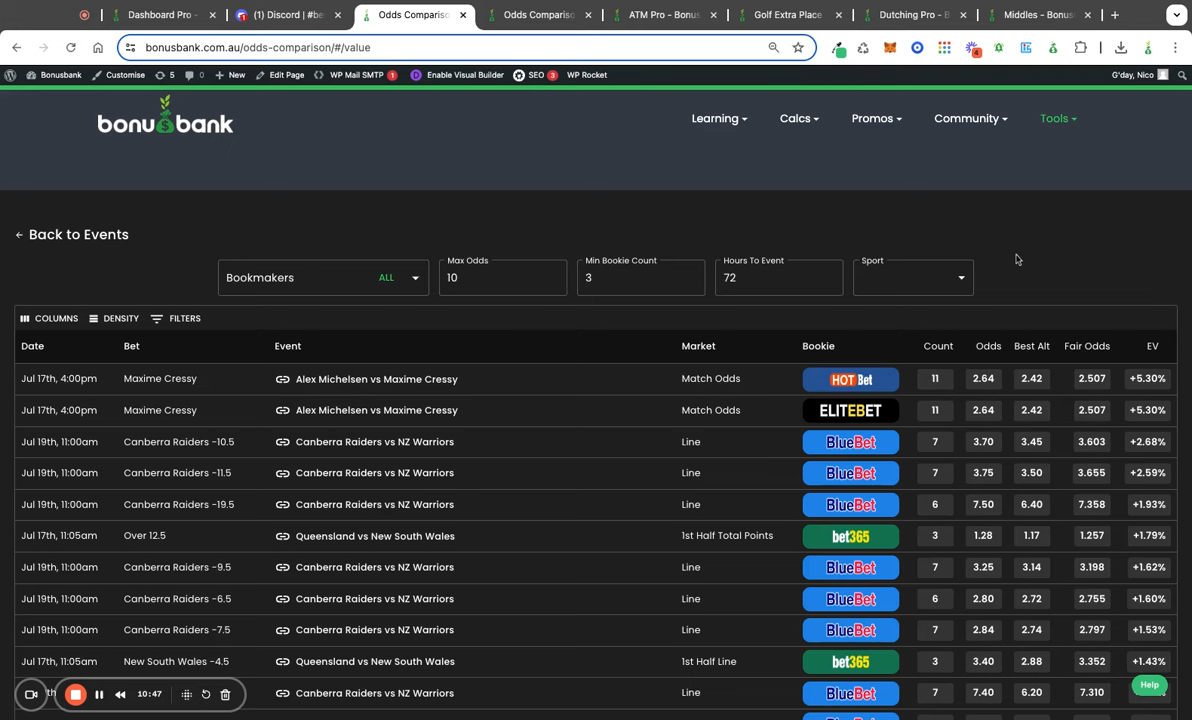 Dashboard Pro -
(1) Discord | #be
Odds Compariso
Odds Compariso
ATM Pro - Bonus
Golf Extra Place
Dutching Pro - B
Middles - Bonus
bonusbank.com.au/odds-comparison/#/value
Bonusbank
Customise
5
0
New
Edit Page
WP Mail SMTP 1
Enable Visual Builder
SEO 3
WP Rocket
G'day, Nico
bonusbank
Learning
Calcs
Promos
Community
Tools
← Back to Events
Bookmakers ALL
Max Odds
10
Min Bookie Count
3
Hours To Event
72
Sport
COLUMNS DENSITY FILTERS
Date Bet Event Market Bookie Count Odds Best Alt Fair Odds EV
Jul 17th, 4:00pm Maxime Cressy Alex Michelsen vs Maxime Cressy Match Odds HOTBet 11 2.64 2.42 2.507 +5.30%
Jul 17th, 4:00pm Maxime Cressy Alex Michelsen vs Maxime Cressy Match Odds ELITEBET 11 2.64 2.42 2.507 +5.30%
Jul 19th, 11:00am Canberra Raiders -10.5 Canberra Raiders vs NZ Warriors Line BlueBet 7 3.70 3.45 3.603 +2.68%
Jul 19th, 11:00am Canberra Raiders -11.5 Canberra Raiders vs NZ Warriors Line BlueBet 7 3.75 3.50 3.655 +2.59%
Jul 19th, 11:00am Canberra Raiders -19.5 Canberra Raiders vs NZ Warriors Line BlueBet 6 7.50 6.40 7.358 +1.93%
Jul 17th, 11:05am Over 12.5 Queensland vs New South Wales 1st Half Total Points bet365 3 1.28 1.17 1.257 +1.79%
Jul 19th, 11:00am Canberra Raiders -9.5 Canberra Raiders vs NZ Warriors Line BlueBet 7 3.25 3.14 3.198 +1.62%
Jul 19th, 11:00am Canberra Raiders -6.5 Canberra Raiders vs NZ Warriors Line BlueBet 6 2.80 2.72 2.755 +1.60%
Jul 19th, 11:00am Canberra Raiders -7.5 Canberra Raiders vs NZ Warriors Line BlueBet 7 2.84 2.74 2.797 +1.53%
Jul 17th, 11:05am New South Wales -4.5 Queensland vs New South Wales 1st Half Line bet365 3 3.40 2.88 3.352 +1.43%
Canberra Raiders vs NZ Warriors Line BlueBet 7 7.40 6.20 7.310
10:47
Help